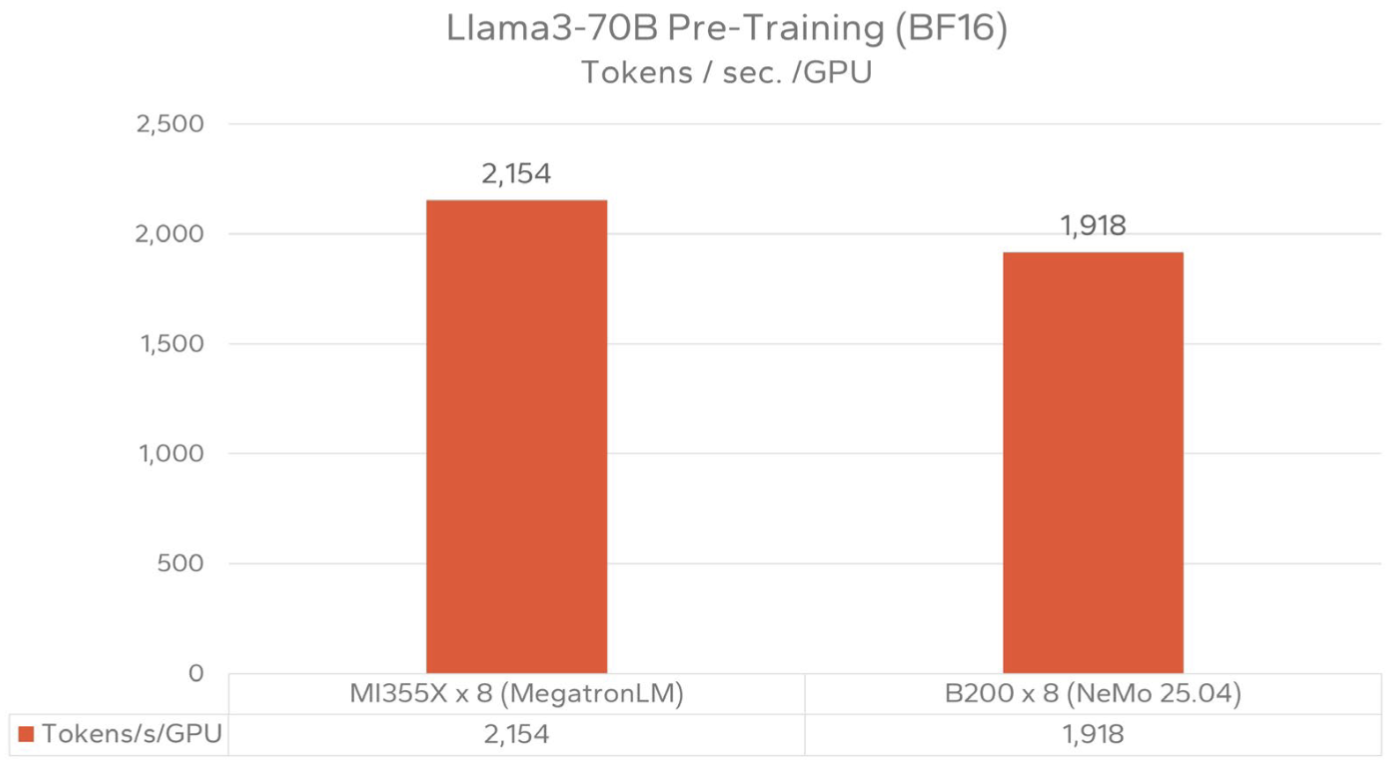 Llama3-70B Pre-Training (BF16)
Tokens / sec. /GPU
2,500
2,000
1,500
1,000
500
0
2,154
1,918
MI355X x 8 (MegatronLM)
B200 x 8 (NeMo 25.04)
Tokens/s/GPU
2,154
1,918